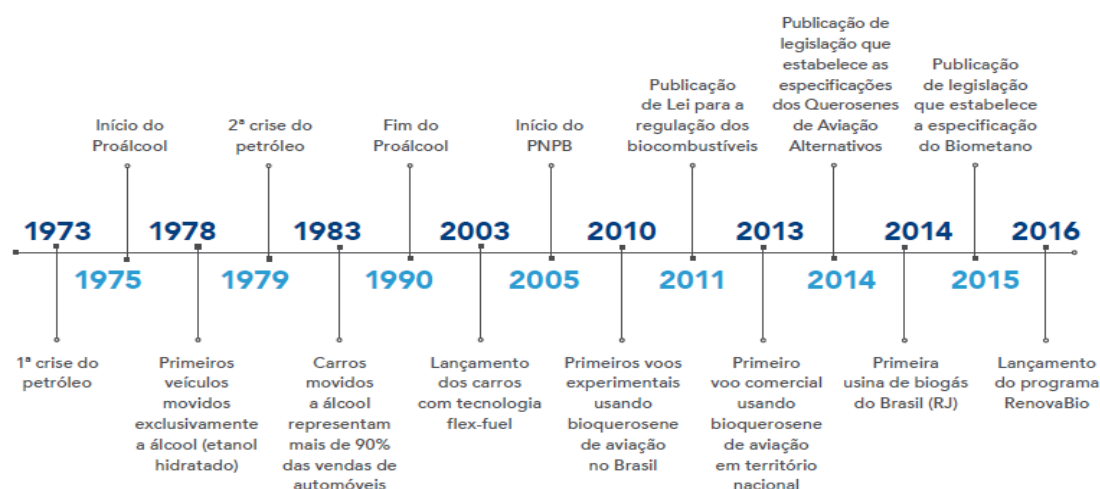 Publicação de
legislação que
estabelece as
especificações
dos Querosenes
de Aviação
Alternativos
Publicação
de legislação
que estabelece
a especificação
do Biometano
Publicação
de Lei para a
regulação dos
biocombustíveis
Início do
Proálcool
2ª crise do
petróleo
Fim do
Proálcool
Início do
PNPB
1973
1978
1983
2003
2010
2013
2014
2016
1975
1979
1990
2005
2011
2014
2015
1ª crise do
petróleo
Primeiros
veículos
movidos
exclusivamente
a álcool (etanol
hidratado)
Carros
movidos
a álcool
representam
mais de 90%
das vendas de
automóveis
Lançamento
dos carros
com tecnologia
flex-fuel
Primeiros voos
experimentais
usando
bioquerosene
de aviação
no Brasil
Primeiro
voo comercial
usando
bioquerosene
de aviação
em território
nacional
Primeira
usina de biogás
do Brasil (RJ)
Lançamento
do programa
RenovaBio